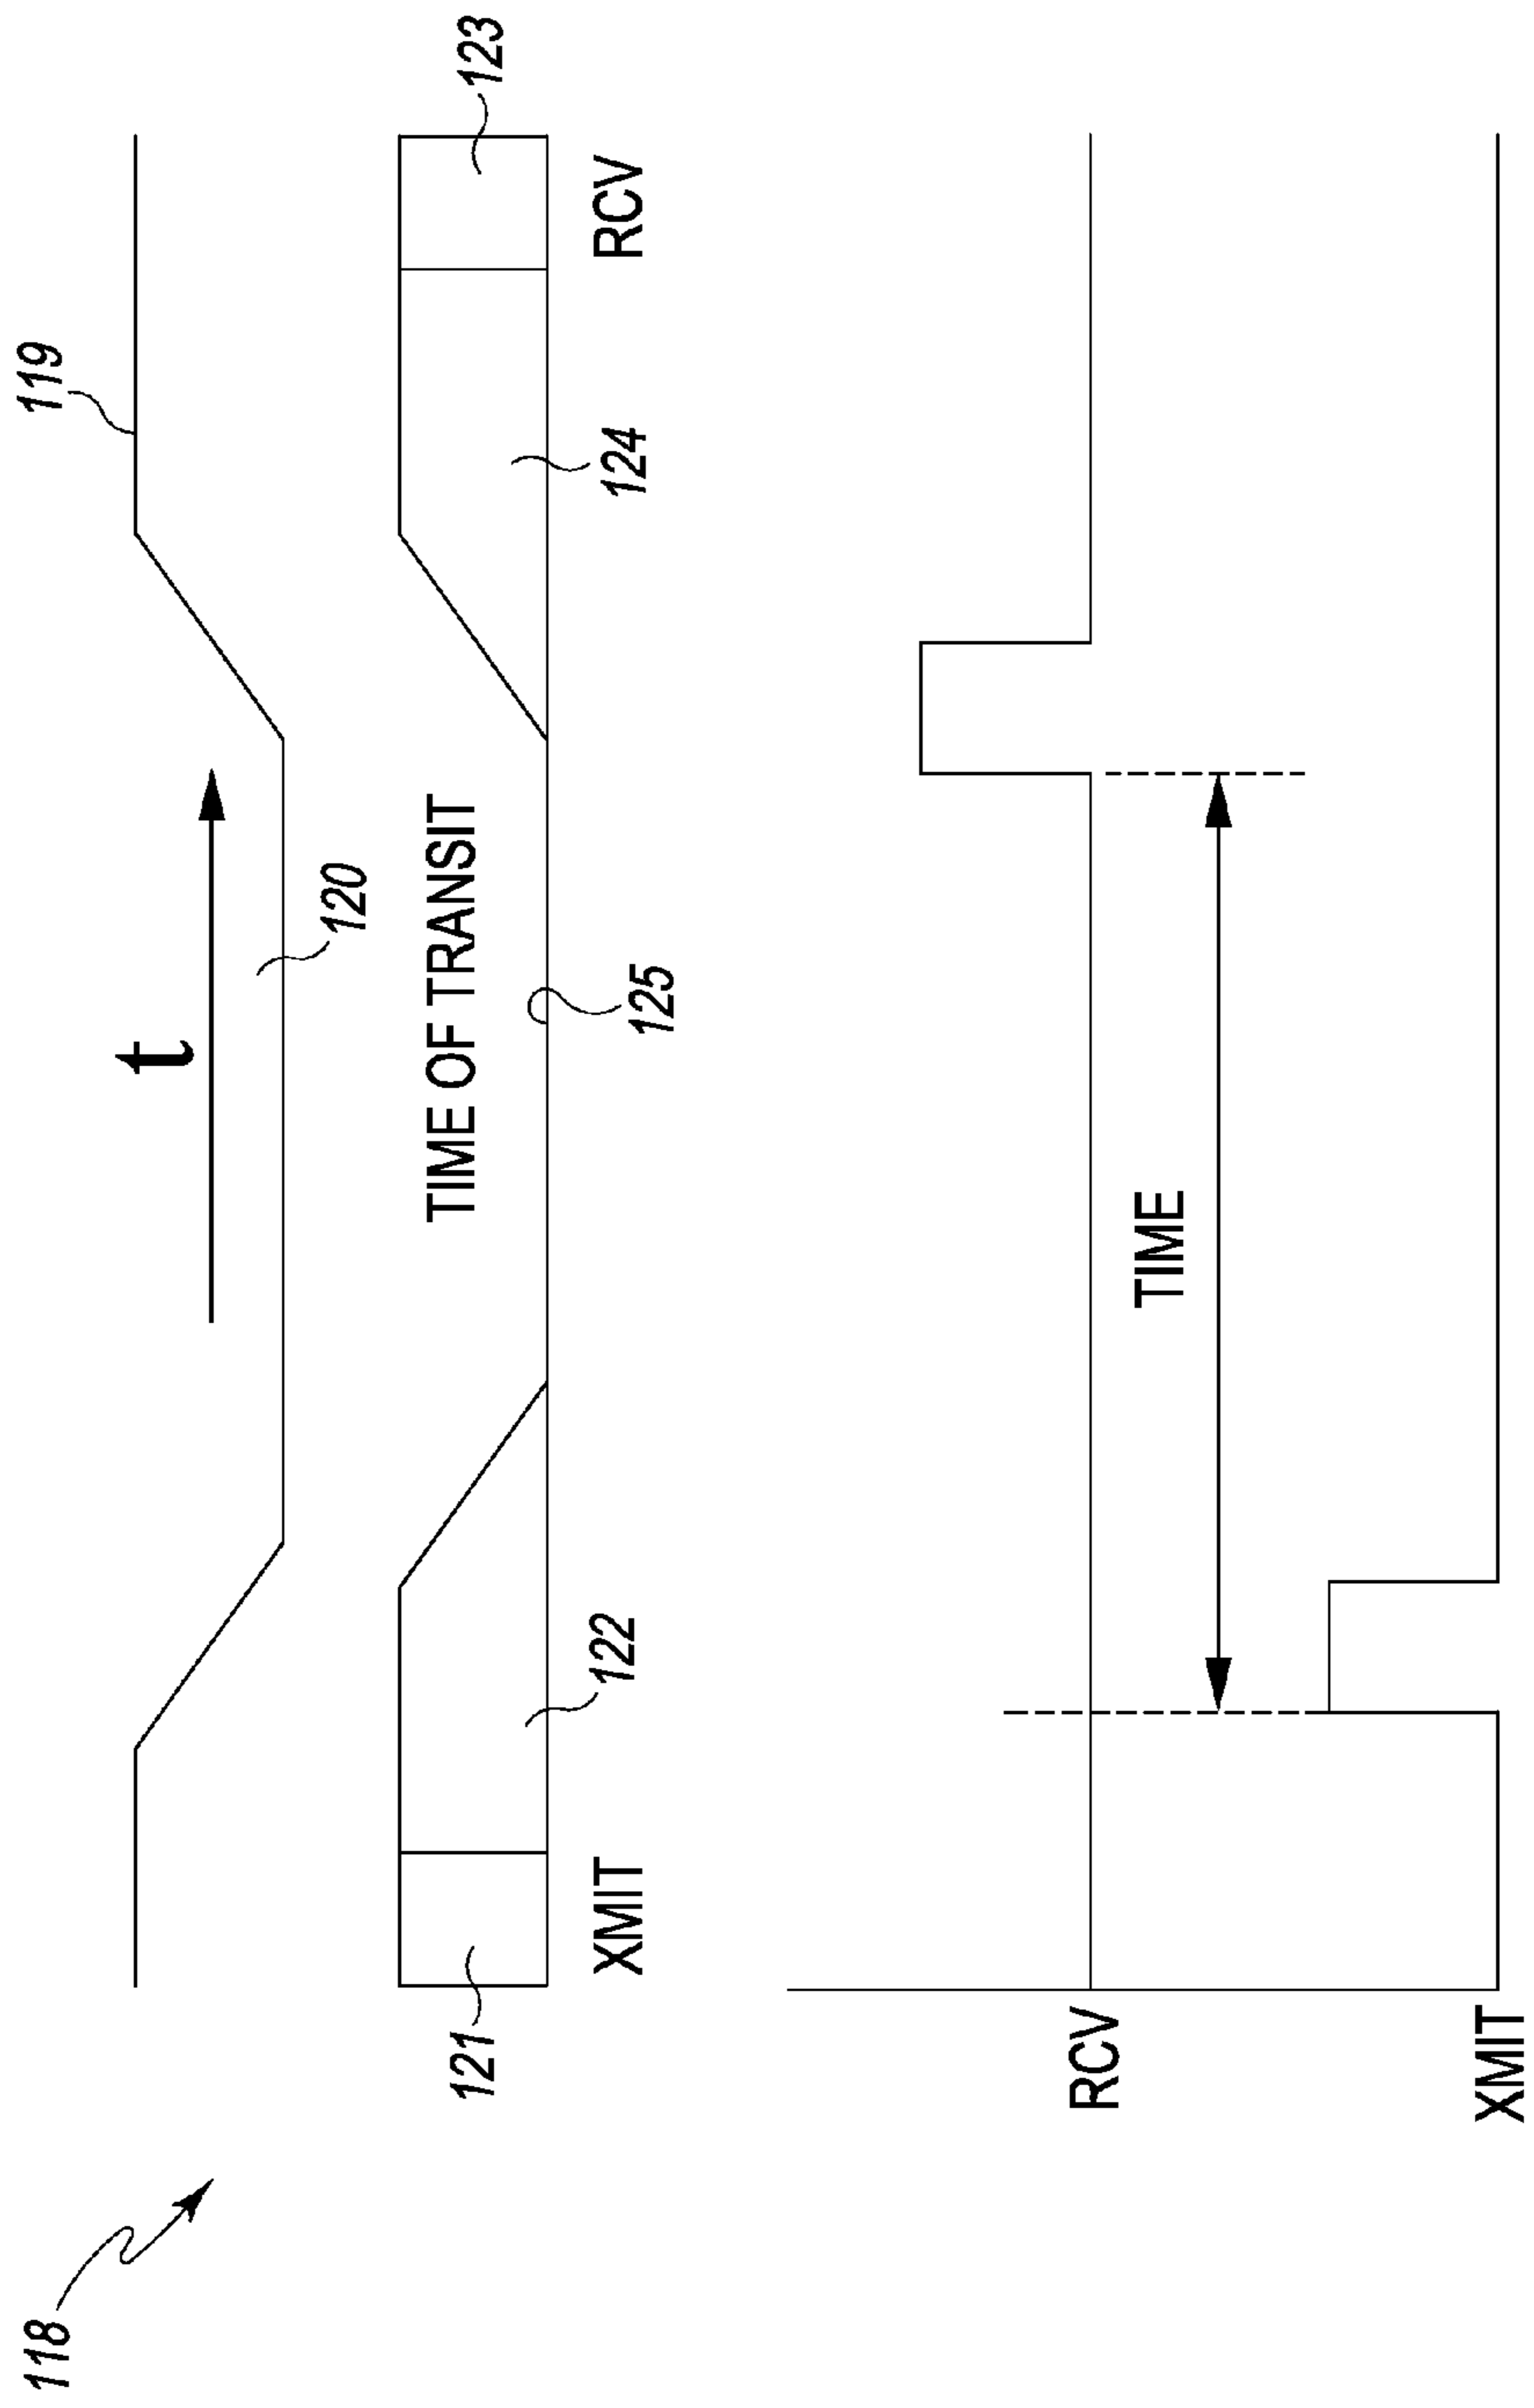 118
119
t
120
TIME OF TRANSIT
121
122
123
124
125
XMIT
RCV
RCV
TIME
XMIT